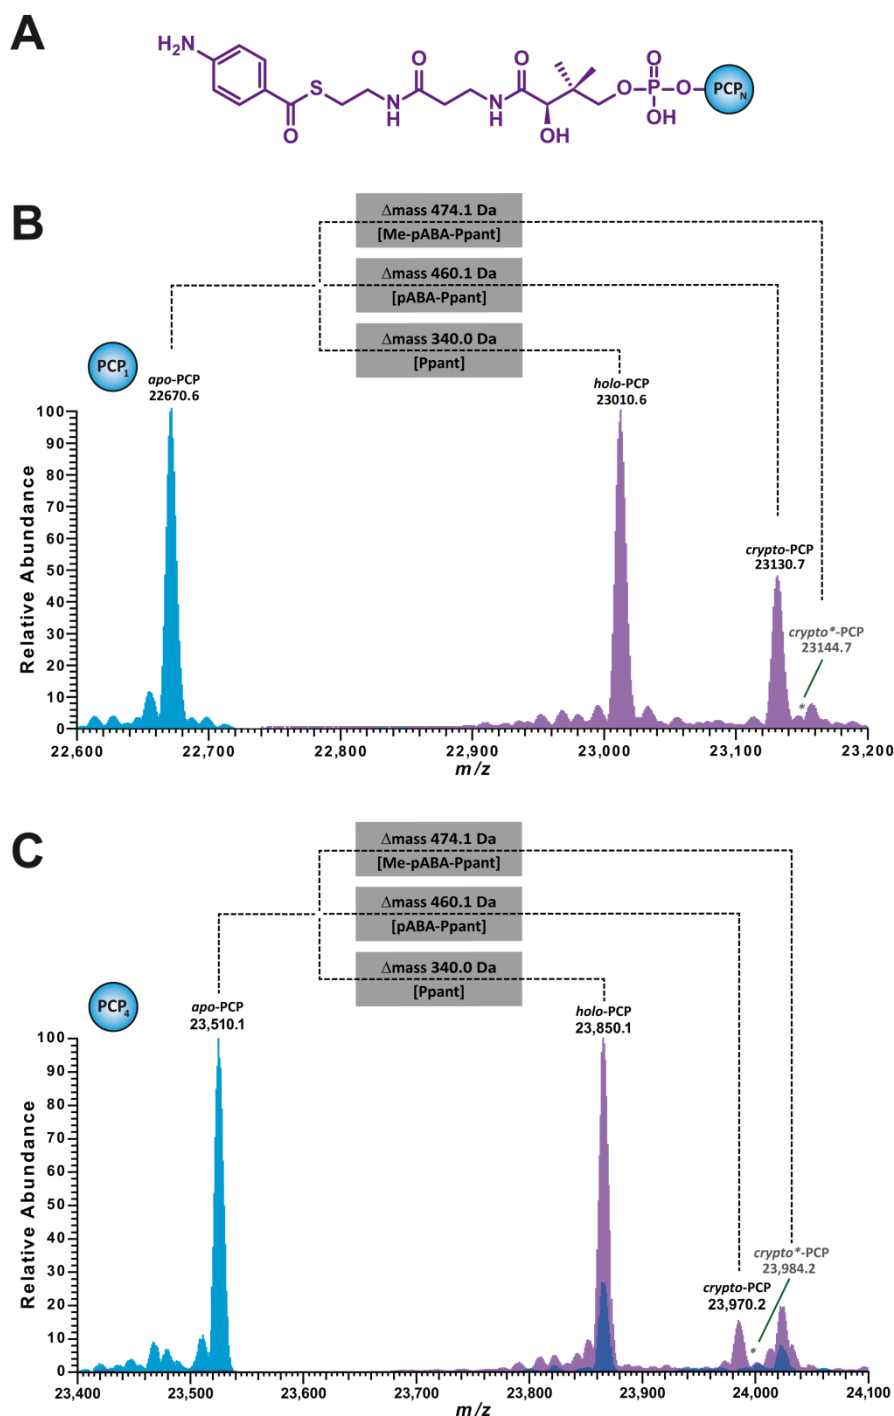 A
H₂N
S
O
N
H
O
N
H
O
OH
O
P
O
OH
O
PCP_N
B
Δmass 474.1 Da
[Me-pABA-Ppant]
Δmass 460.1 Da
[pABA-Ppant]
Δmass 340.0 Da
[Ppant]
PCP₁
apo-PCP
22670.6
holo-PCP
23010.6
crypto-PCP
23130.7
crypto*-PCP
23144.7
*
Relative Abundance
100
90
80
70
60
50
40
30
20
10
0
22,600 22,700 22,800 22,900 23,000 23,100 23,200
m/z
C
Δmass 474.1 Da
[Me-pABA-Ppant]
Δmass 460.1 Da
[pABA-Ppant]
Δmass 340.0 Da
[Ppant]
PCP₄
apo-PCP
23,510.1
holo-PCP
23,850.1
crypto-PCP
23,970.2
crypto*-PCP
23,984.2
*
Relative Abundance
100
90
80
70
60
50
40
30
20
10
0
23,400 23,500 23,600 23,700 23,800 23,900 24,000 24,100
m/z